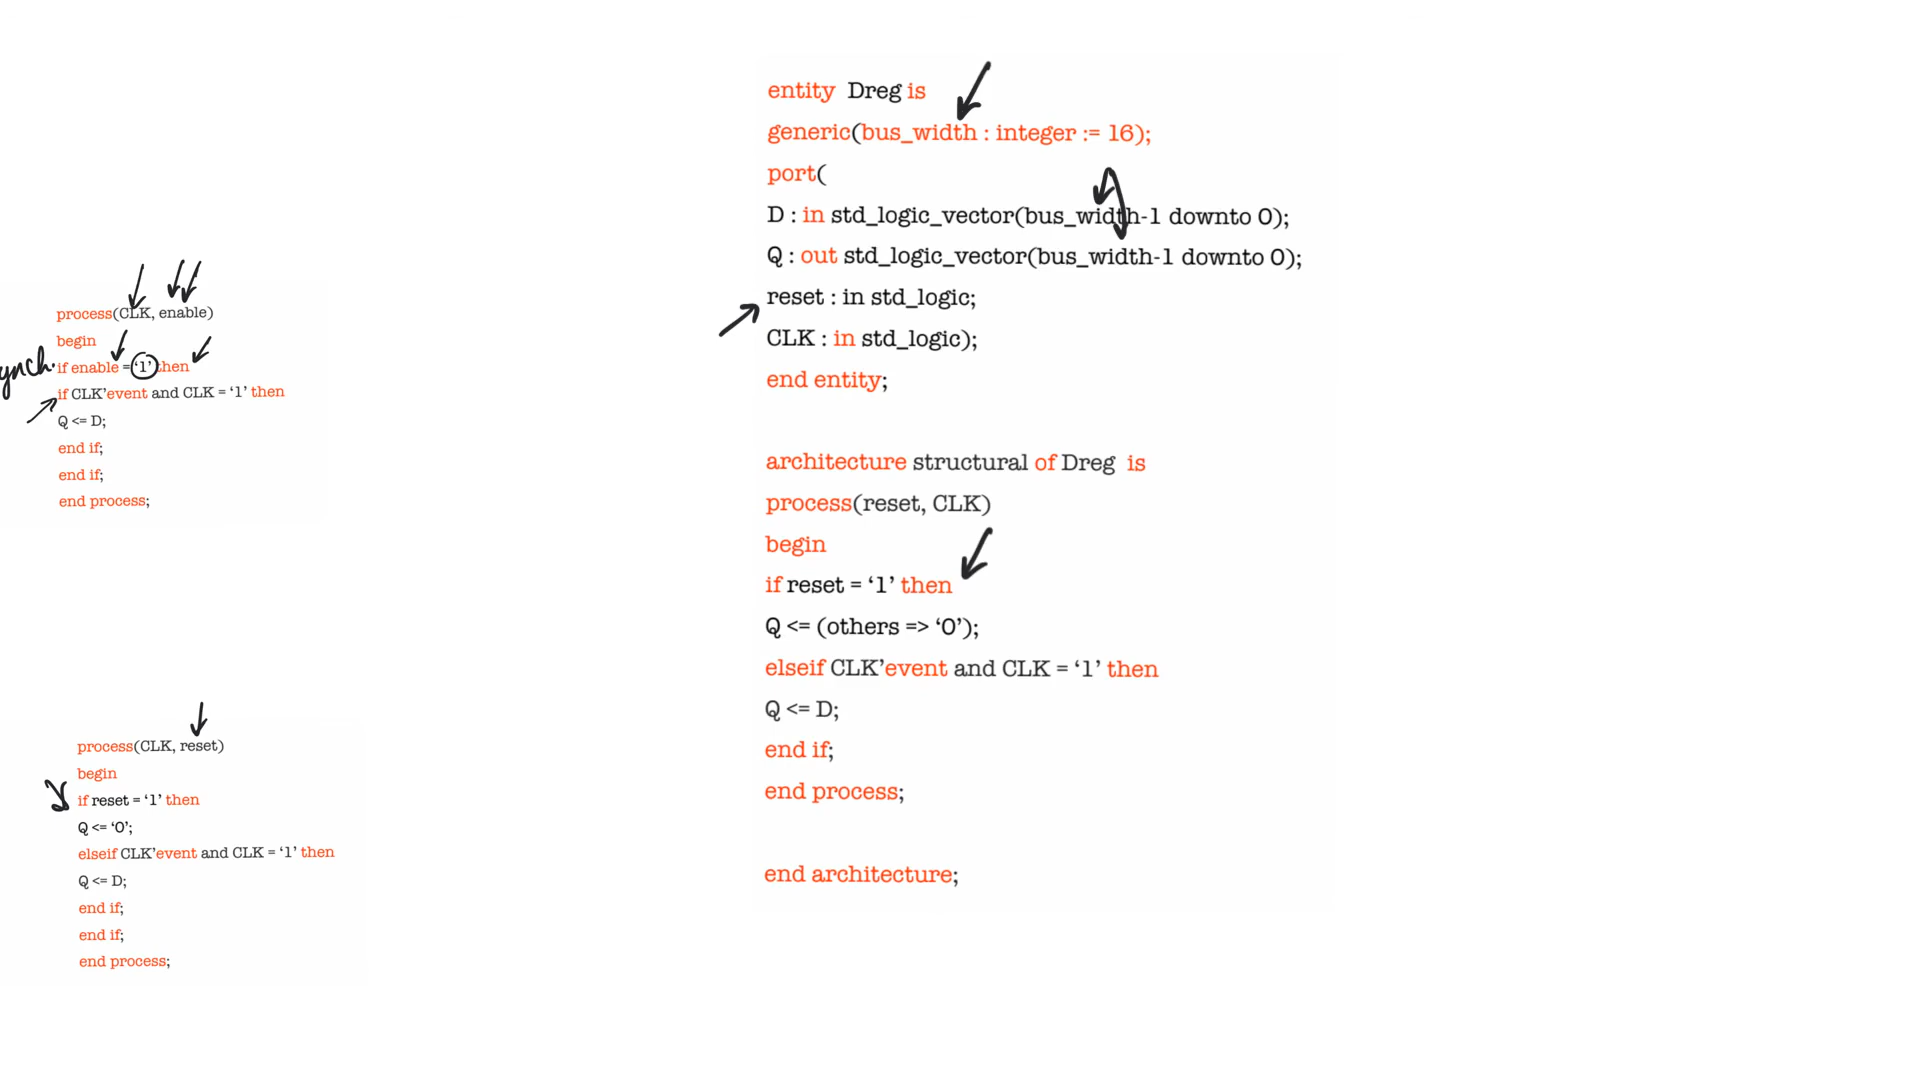 process(CLK, enable)
begin
ynch.
if enable = ‘1’ then
if CLK’event and CLK = ‘1’ then
Q <= D;
end if;
end if;
end process;
process(CLK, reset)
begin
if reset = ‘1’ then
Q <= ‘0’;
elseif CLK’event and CLK = ‘1’ then
Q <= D;
end if;
end if;
end process;
entity Dreg is
generic(bus_width : integer := 16);
port(
D : in std_logic_vector(bus_width-1 downto 0);
Q : out std_logic_vector(bus_width-1 downto 0);
reset : in std_logic;
CLK : in std_logic);
end entity;
architecture structural of Dreg is
process(reset, CLK)
begin
if reset = ‘1’ then
Q <= (others => ‘0’);
elseif CLK’event and CLK = ‘1’ then
Q <= D;
end if;
end process;
end architecture;